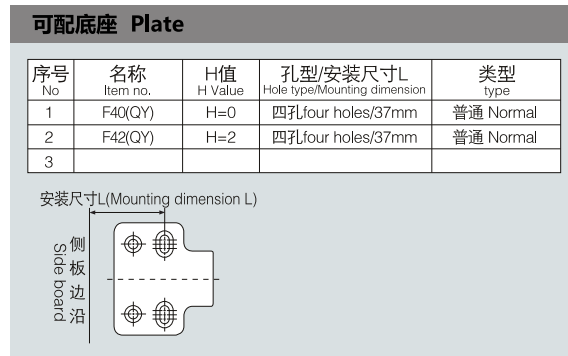 可配底座 Plate
序号 名称 H值 孔型/安装尺寸L 类型
No Item no. H Value Hole type/Mounting dimension type
1 F40(QY) H=0 四孔four holes/37mm 普通 Normal
2 F42(QY) H=2 四孔four holes/37mm 普通 Normal
3
安装尺寸L(Mounting dimension L)
侧板边沿
Side board